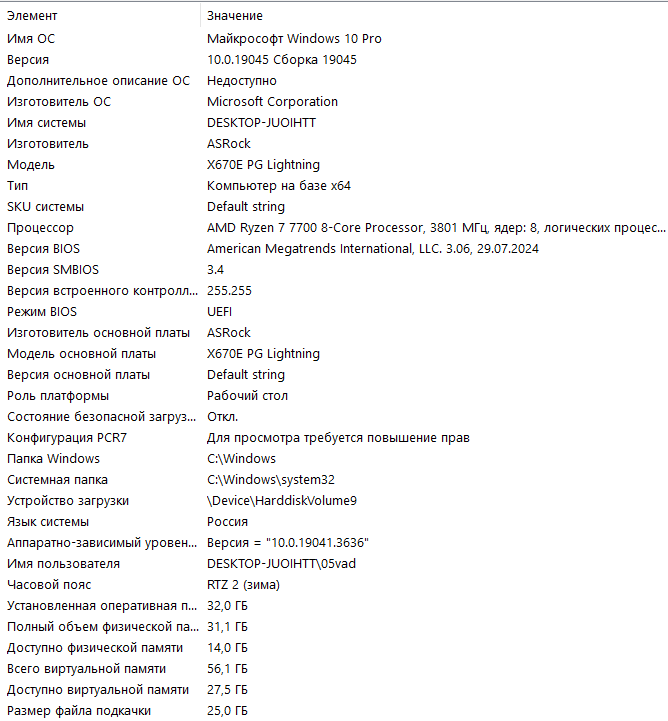 Элемент Значение
Имя ОС Майкрософт Windows 10 Pro
Версия 10.0.19045 Сборка 19045
Дополнительное описание ОС Недоступно
Изготовитель ОС Microsoft Corporation
Имя системы DESKTOP-JUOIHTT
Изготовитель ASRock
Модель X670E PG Lightning
Тип Компьютер на базе x64
SKU системы Default string
Процессор AMD Ryzen 7 7700 8-Core Processor, 3801 МГц, ядер: 8, логических процес...
Версия BIOS American Megatrends International, LLC. 3.06, 29.07.2024
Версия SMBIOS 3.4
Версия встроенного контролл... 255.255
Режим BIOS UEFI
Изготовитель основной платы ASRock
Модель основной платы X670E PG Lightning
Версия основной платы Default string
Роль платформы Рабочий стол
Состояние безопасной загруз... Откл.
Конфигурация PCR7 Для просмотра требуется повышение прав
Папка Windows C:\Windows
Системная папка C:\Windows\system32
Устройство загрузки \Device\HarddiskVolume9
Язык системы Россия
Аппаратно-зависимый уровен... Версия = "10.0.19041.3636"
Имя пользователя DESKTOP-JUOIHTT\05vad
Часовой пояс RTZ 2 (зима)
Установленная оперативная п... 32,0 ГБ
Полный объем физической па... 31,1 ГБ
Доступно физической памяти 14,0 ГБ
Всего виртуальной памяти 56,1 ГБ
Доступно виртуальной памяти 27,5 ГБ
Размер файла подкачки 25,0 ГБ